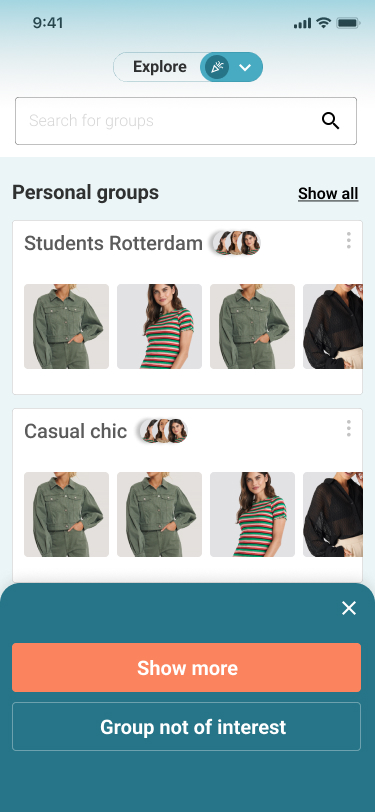 9:41
Explore
Search for groups
Personal groups
Show all
Students Rotterdam
Casual chic
Show more
Group not of interest